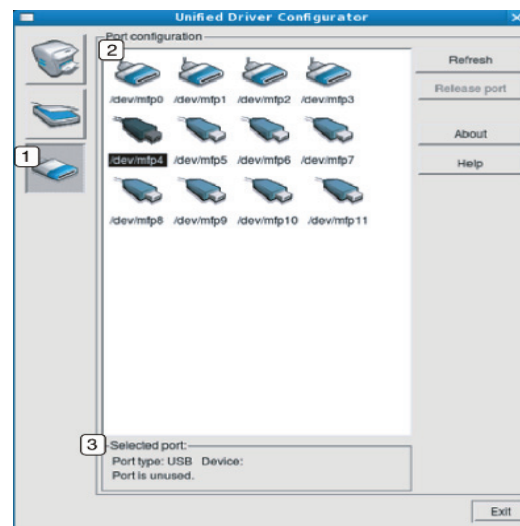 Unified Driver Configurator
Port configuration
2
/dev/mfp0 /dev/mfp1 /dev/mfp2 /dev/mfp3
/dev/mfp4 /dev/mfp5 /dev/mfp6 /dev/mfp7
/dev/mfp8 /dev/mfp9 /dev/mfp10 /dev/mfp11
Refresh
Release port
About
Help
1
3
Selected port:
Port type: USB Device:
Port is unused.
Exit